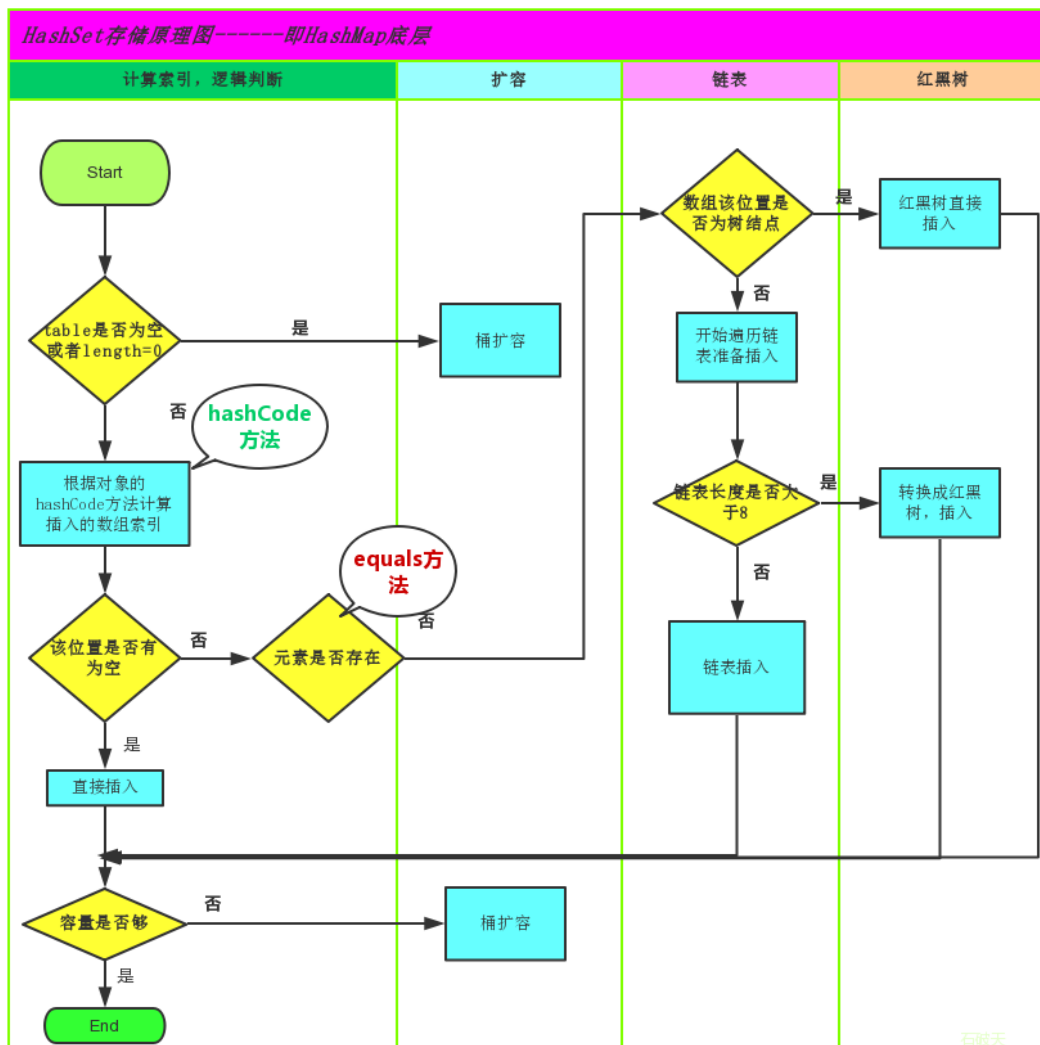 HashSet存储原理图------即HashMap底层
计算索引，逻辑判断
扩容
链表
红黑树
Start
table是否为空
或者length=0
是
桶扩容
否
hashCode
方法
根据对象的
hashCode方法计算
插入的数组索引
该位置是否有
为空
否
equals方
法
元素是否存在
否
是
直接插入
容量是否够
否
桶扩容
是
End
数组该位置是
否为树结点
是
红黑树直接
插入
否
开始遍历链
表准备插入
链表长度是否大
于8
是
转换成红黑
树，插入
否
链表插入
石破天